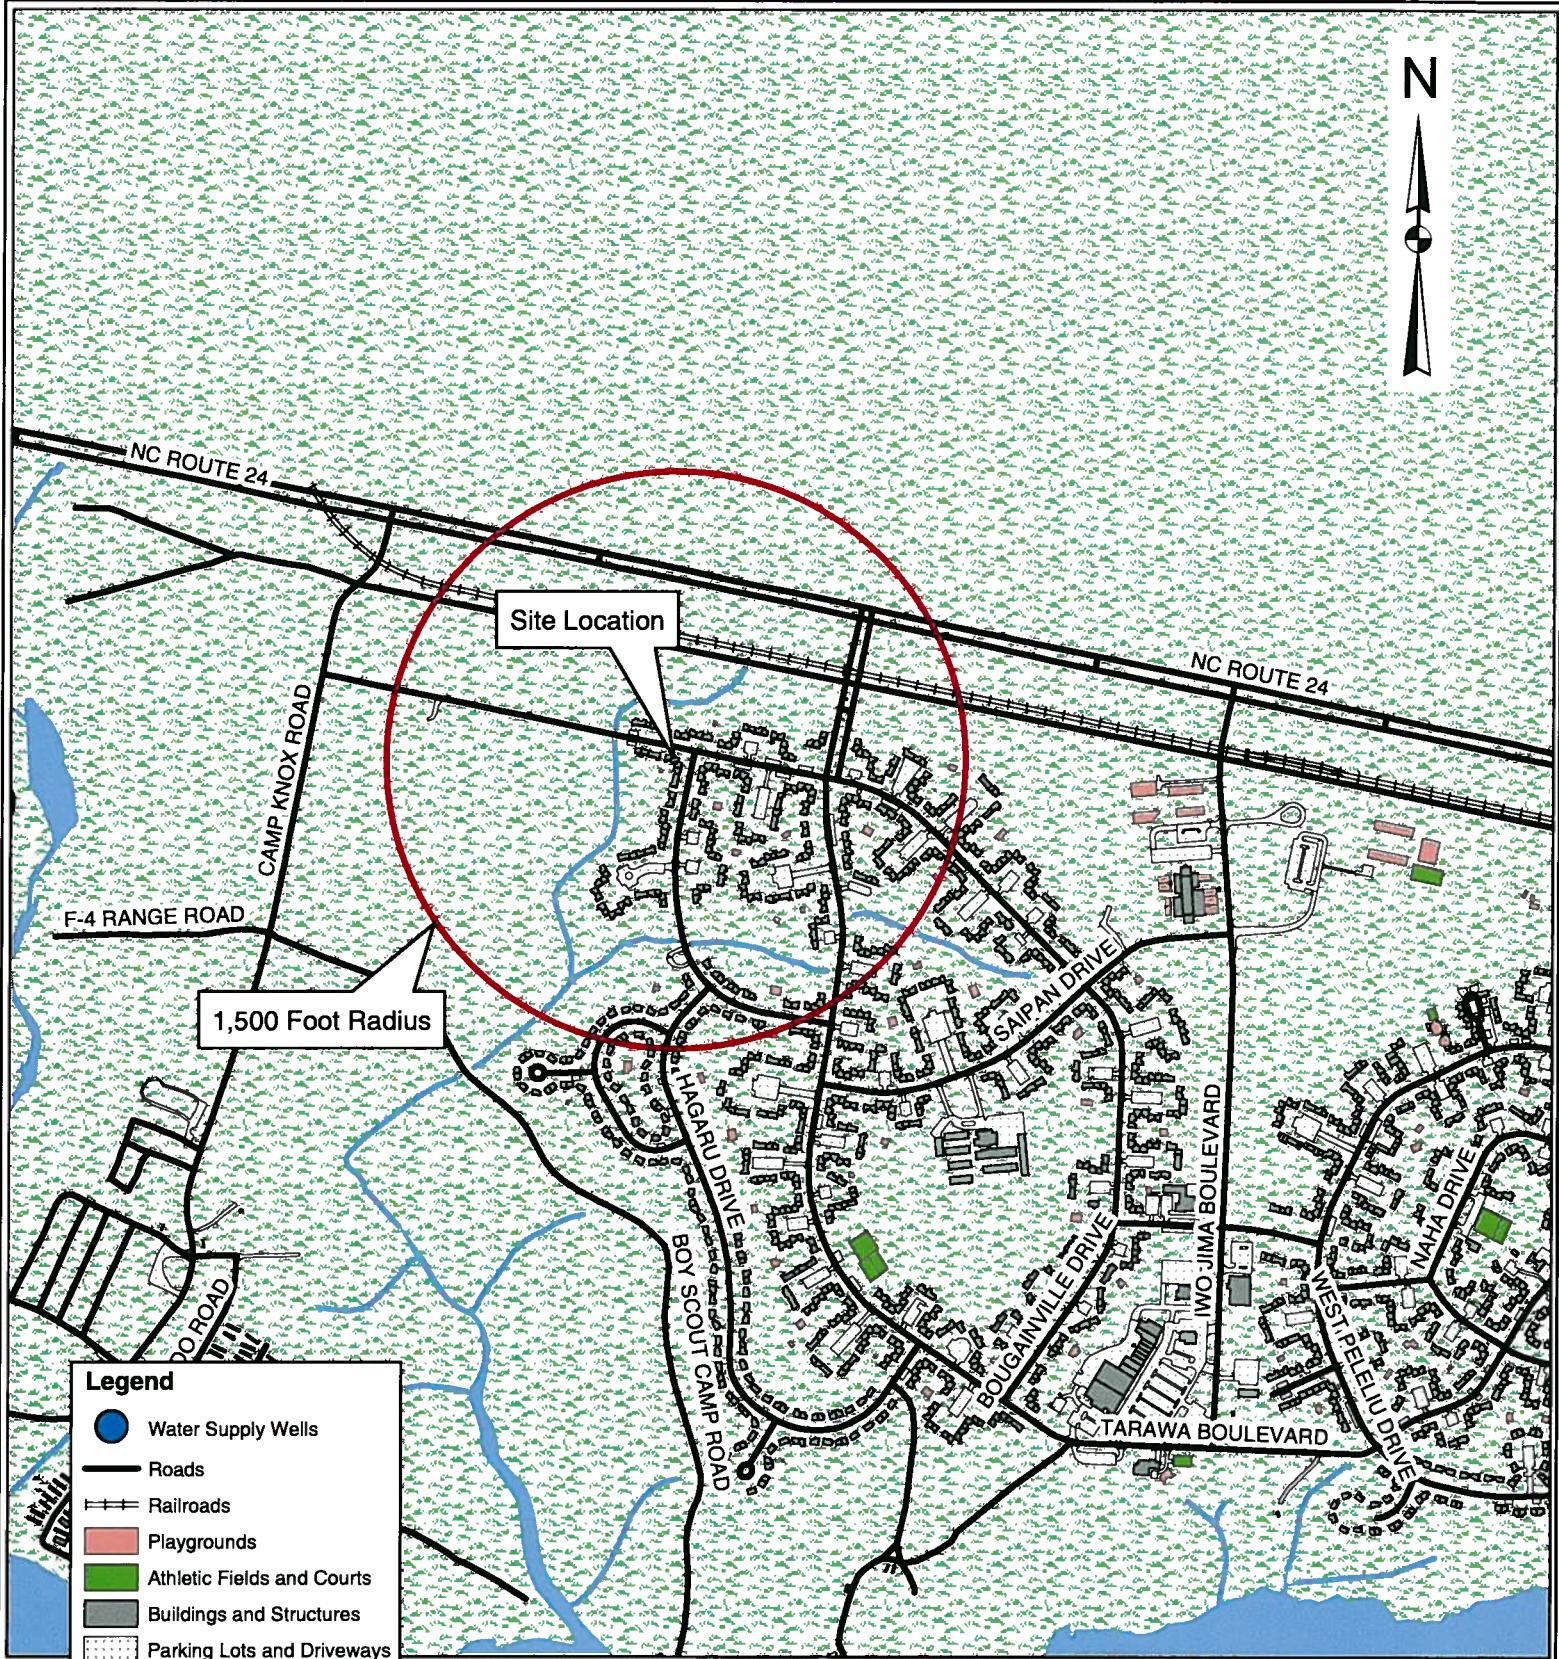 N
NC ROUTE 24
Site Location
NC ROUTE 24
CAMP KNOX ROAD
F-4 RANGE ROAD
SAIPAN DRIVE
1,500 Foot Radius
HAGARU DRIVE
IWO JIMA BOULEVARD
NAHA DRIVE
BOUGAINVILLE DRIVE
BOY SCOUT CAMP ROAD
WEST PELELIU DRIVE
DO ROAD
TARAWA BOULEVARD
Legend
Water Supply Wells
Roads
Railroads
Playgrounds
Athletic Fields and Courts
Buildings and Structures
Parking Lots and Driveways